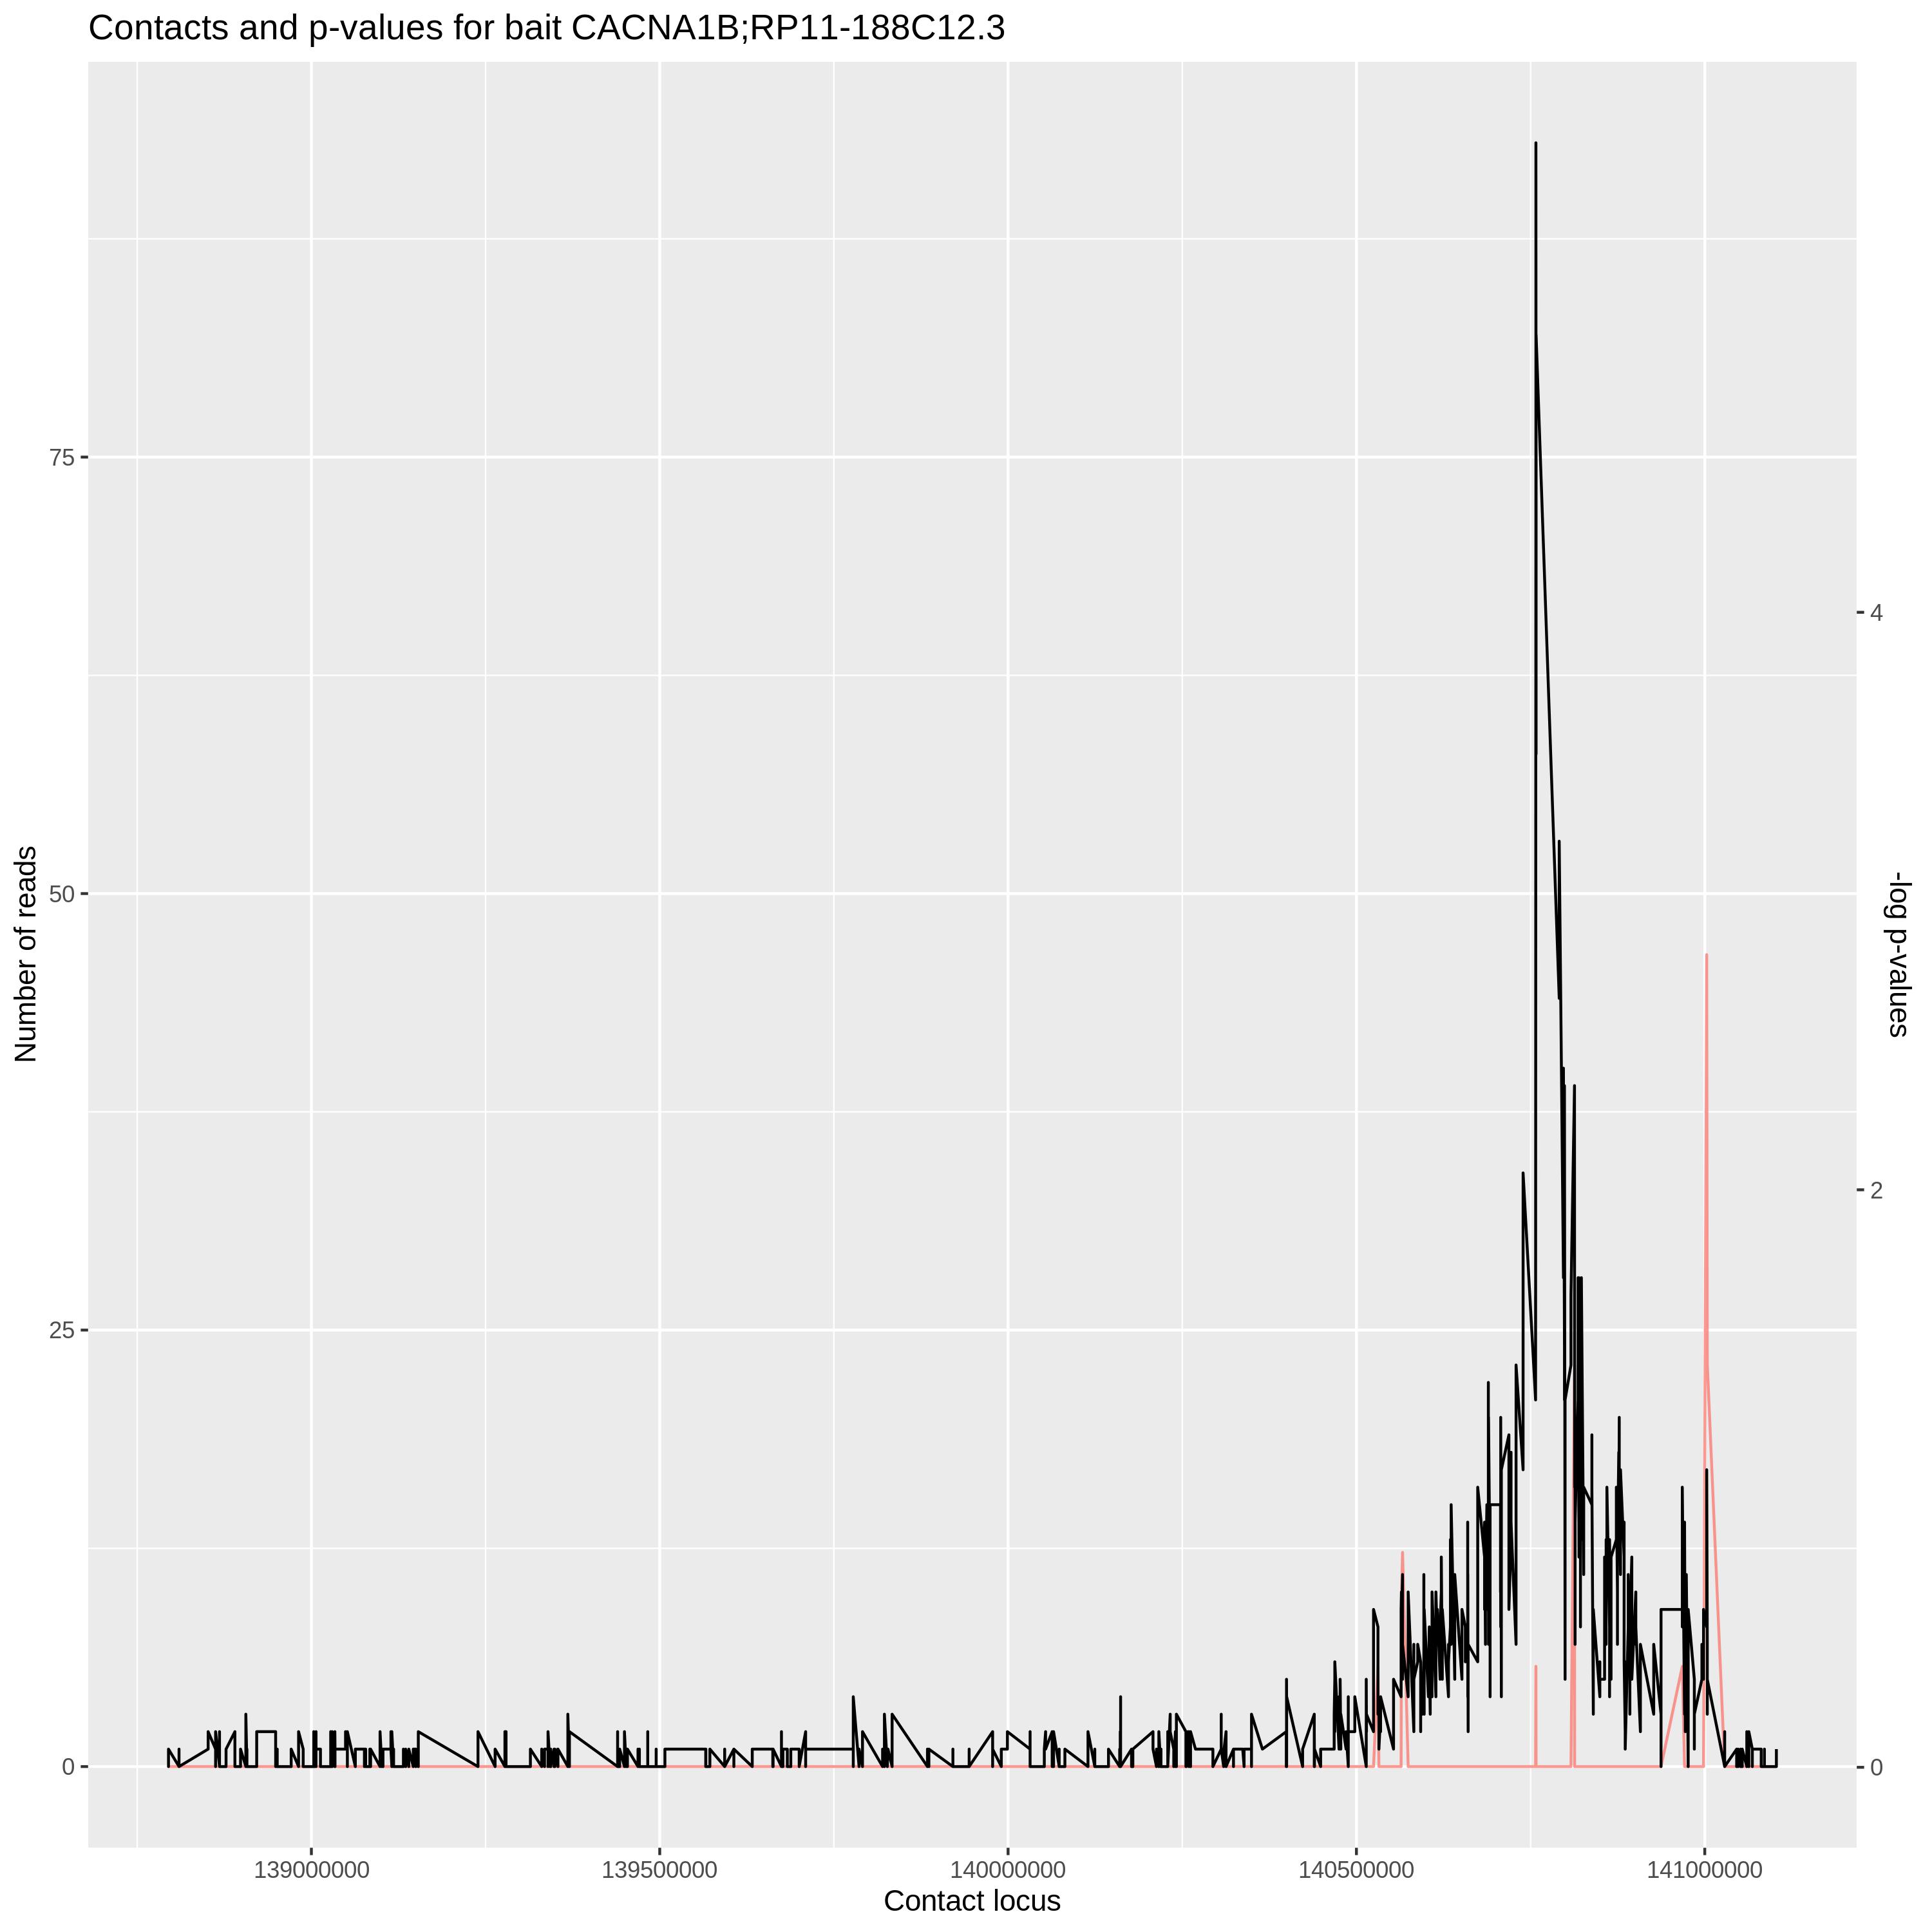 Contacts and p-values for bait CACNA1B;RP11-188C12.3
75
50
25
0
Number of reads
4
2
0
-log p-values
139000000 139500000 140000000 140500000 141000000
Contact locus